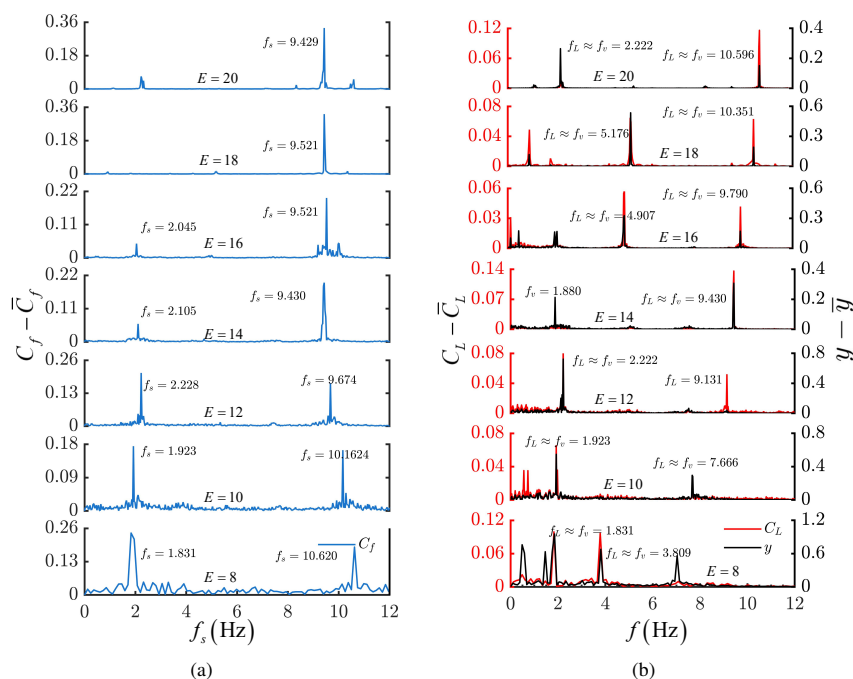 0.36
0.18
0
f_s = 9.429
E = 20
0.36
0.18
0
f_s = 9.521
E = 18
0.22
0.11
0
f_s = 2.045
E = 16
f_s = 9.521
0.22
0.11
0
f_s = 2.105
E = 14
f_s = 9.430
0.26
0.13
0
f_s = 2.228
E = 12
f_s = 9.674
0.18
0.09
0
f_s = 1.923
E = 10
f_s = 10.1624
0.26
0.13
0
f_s = 1.831
E = 8
f_s = 10.620
C_f
0 2 4 6 8 10 12
f_s (Hz)
C_f − C̅_f
(a)
0.12
0.06
0
f_L ≈ f_v = 2.222
E = 20
f_L ≈ f_v = 10.596
0.4
0.2
0
0.08
0.04
0
f_L ≈ f_v = 5.176
E = 18
f_L ≈ f_v = 10.351
0.6
0.3
0
0.06
0.03
0
f_L ≈ f_v = 4.907
E = 16
f_L ≈ f_v = 9.790
0.6
0.3
0
0.14
0.07
0
f_v = 1.880
E = 14
f_L ≈ f_v = 9.430
0.4
0.2
0
0.08
0.04
0
f_L ≈ f_v = 2.222
E = 12
f_L = 9.131
0.8
0.4
0
0.08
0.04
0
f_L ≈ f_v = 1.923
E = 10
f_L ≈ f_v = 7.666
0.8
0.4
0
0.12
0.06
0
f_L ≈ f_v = 1.831
f_L ≈ f_v = 3.809
E = 8
C_L
y
1.2
0.6
0
0 2 4 6 8 10 12
f (Hz)
C_L − C̅_L
y − y̅
(b)